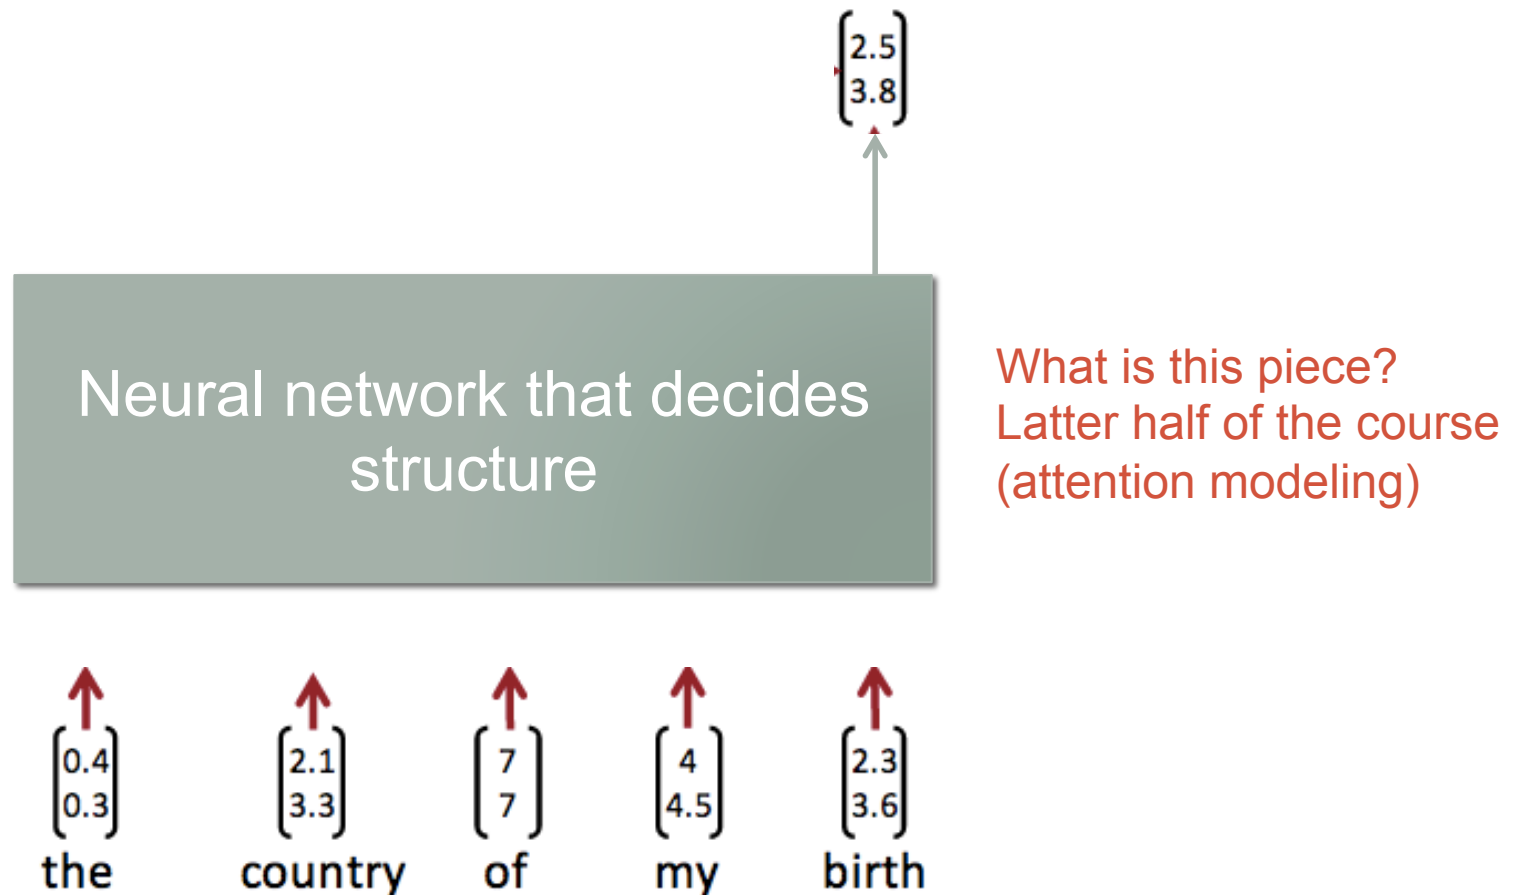 2.5
3.8
Neural network that decides
structure
What is this piece?
Latter half of the course
(attention modeling)
0.4 2.1 7 4 2.3
0.3 3.3 7 4.5 3.6
the country of my birth